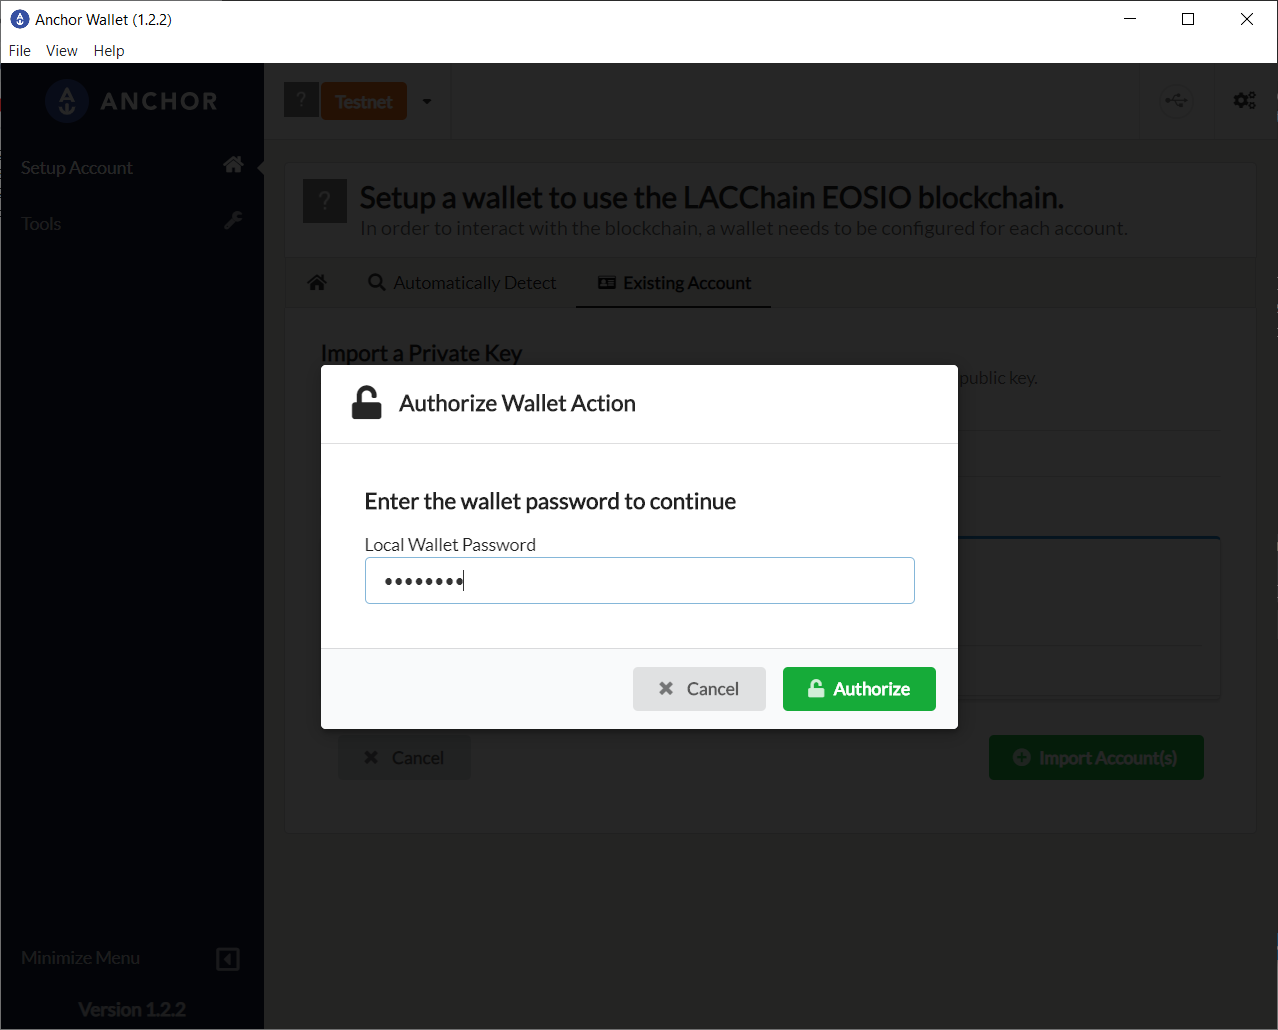 Anchor Wallet (1.2.2)
File View Help
ANCHOR
? Testnet
Setup Account
Tools
?
Setup a wallet to use the LACChain EOSIO blockchain.
In order to interact with the blockchain, a wallet needs to be configured for each account.
Automatically Detect
Existing Account
Import a Private Key
public key.
Authorize Wallet Action
Enter the wallet password to continue
Local Wallet Password
••••••••
Cancel
Authorize
Cancel
Import Account(s)
Minimize Menu
Version 1.2.2